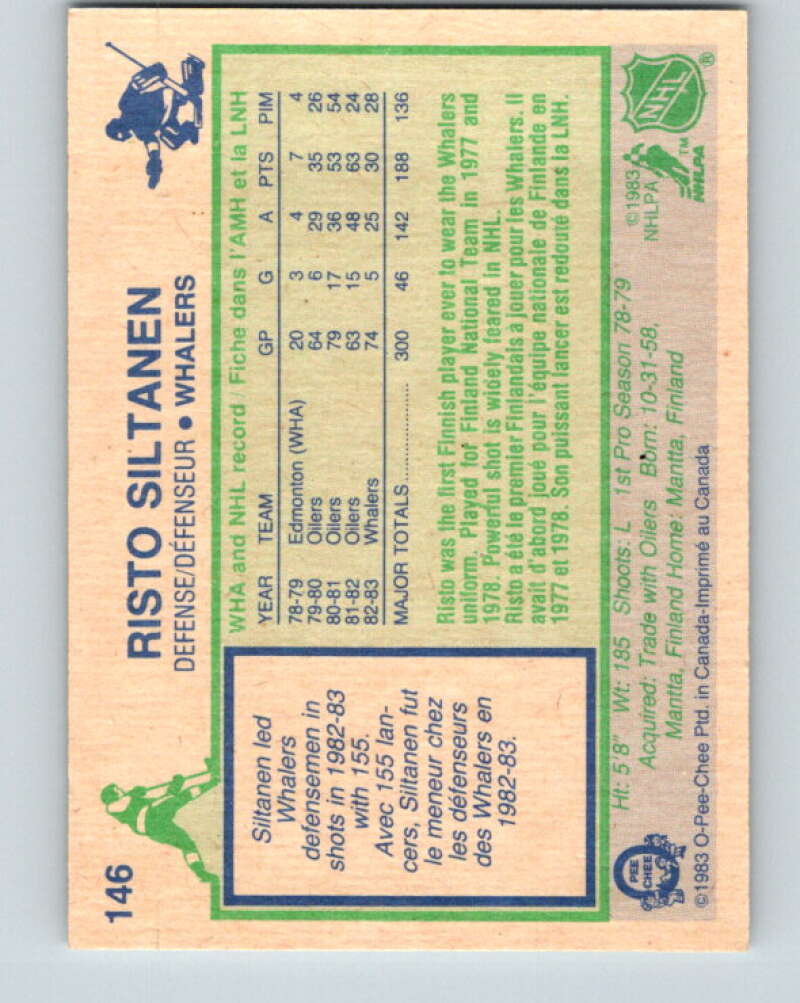 146
RISTO SILTANEN
DEFENSE/DÉFENSEUR • WHALERS
Siltanen led
Whalers
defensemen in
shots in 1982-83
with 155.
Avec 155 lan-
cers, Siltanen fut
le meneur chez
les défenseurs
des Whalers en
1982-83.
WHA and NHL record / Fiche dans l'AMH et la LNH
YEAR TEAM GP G A PTS PIM
78-79 Edmonton (WHA) 20 3 4 7 4
79-80 Oilers 64 6 29 35 26
80-81 Oilers 79 17 36 53 54
81-82 Oilers 63 15 48 63 24
82-83 Whalers 74 5 25 30 28
MAJOR TOTALS 300 46 142 188 136
Risto was the first Finnish player ever to wear the Whalers
uniform. Played for Finland National Team in 1977 and
1978. Powerful shot is widely feared in NHL.
Risto a été le premier Finlandais à jouer pour les Whalers. Il
avait d'abord joué pour l'équipe nationale de Finlande en
1977 et 1978. Son puissant lancer est redouté dans la LNH.
Ht: 5'8" Wt: 185 Shoots: L 1st Pro Season 78-79
Acquired: Trade with Oilers Born: 10-31-58,
Mantta, Finland Home: Mantta, Finland
©1983
NHLPA
NHLPA
TM
NHL
®
O
PEE
CHEE
©1983 O-Pee-Chee Ptd. in Canada-Imprimé au Canada